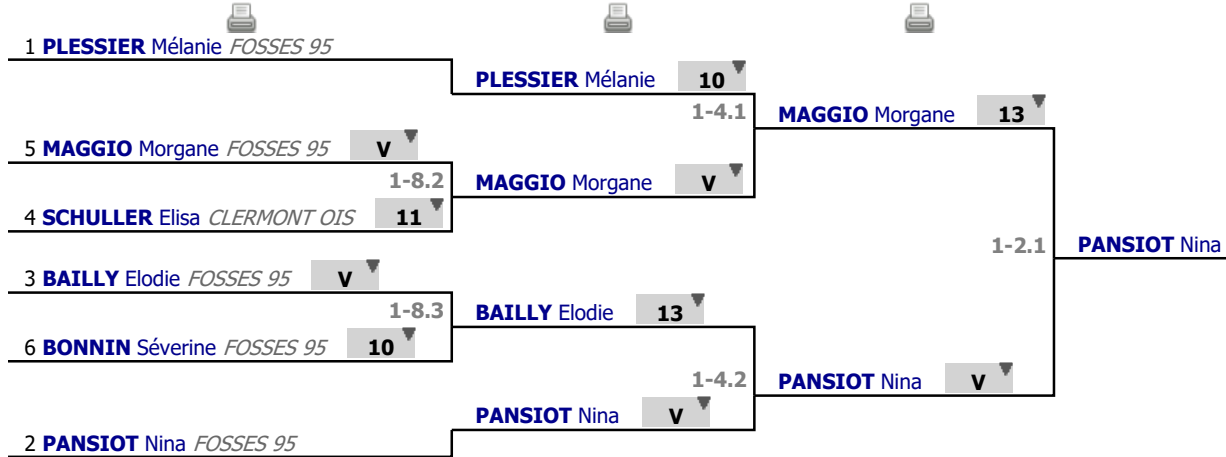 1 PLESSIER Mélanie FOSSES 95
PLESSIER Mélanie 10
1-4.1
MAGGIO Morgane 13
5 MAGGIO Morgane FOSSES 95 V
1-8.2
MAGGIO Morgane V
4 SCHULLER Elisa CLERMONT OIS 11
1-2.1
PANSIOT Nina
3 BAILLY Elodie FOSSES 95 V
1-8.3
BAILLY Elodie 13
6 BONNIN Séverine FOSSES 95 10
1-4.2
PANSIOT Nina V
PANSIOT Nina V
2 PANSIOT Nina FOSSES 95